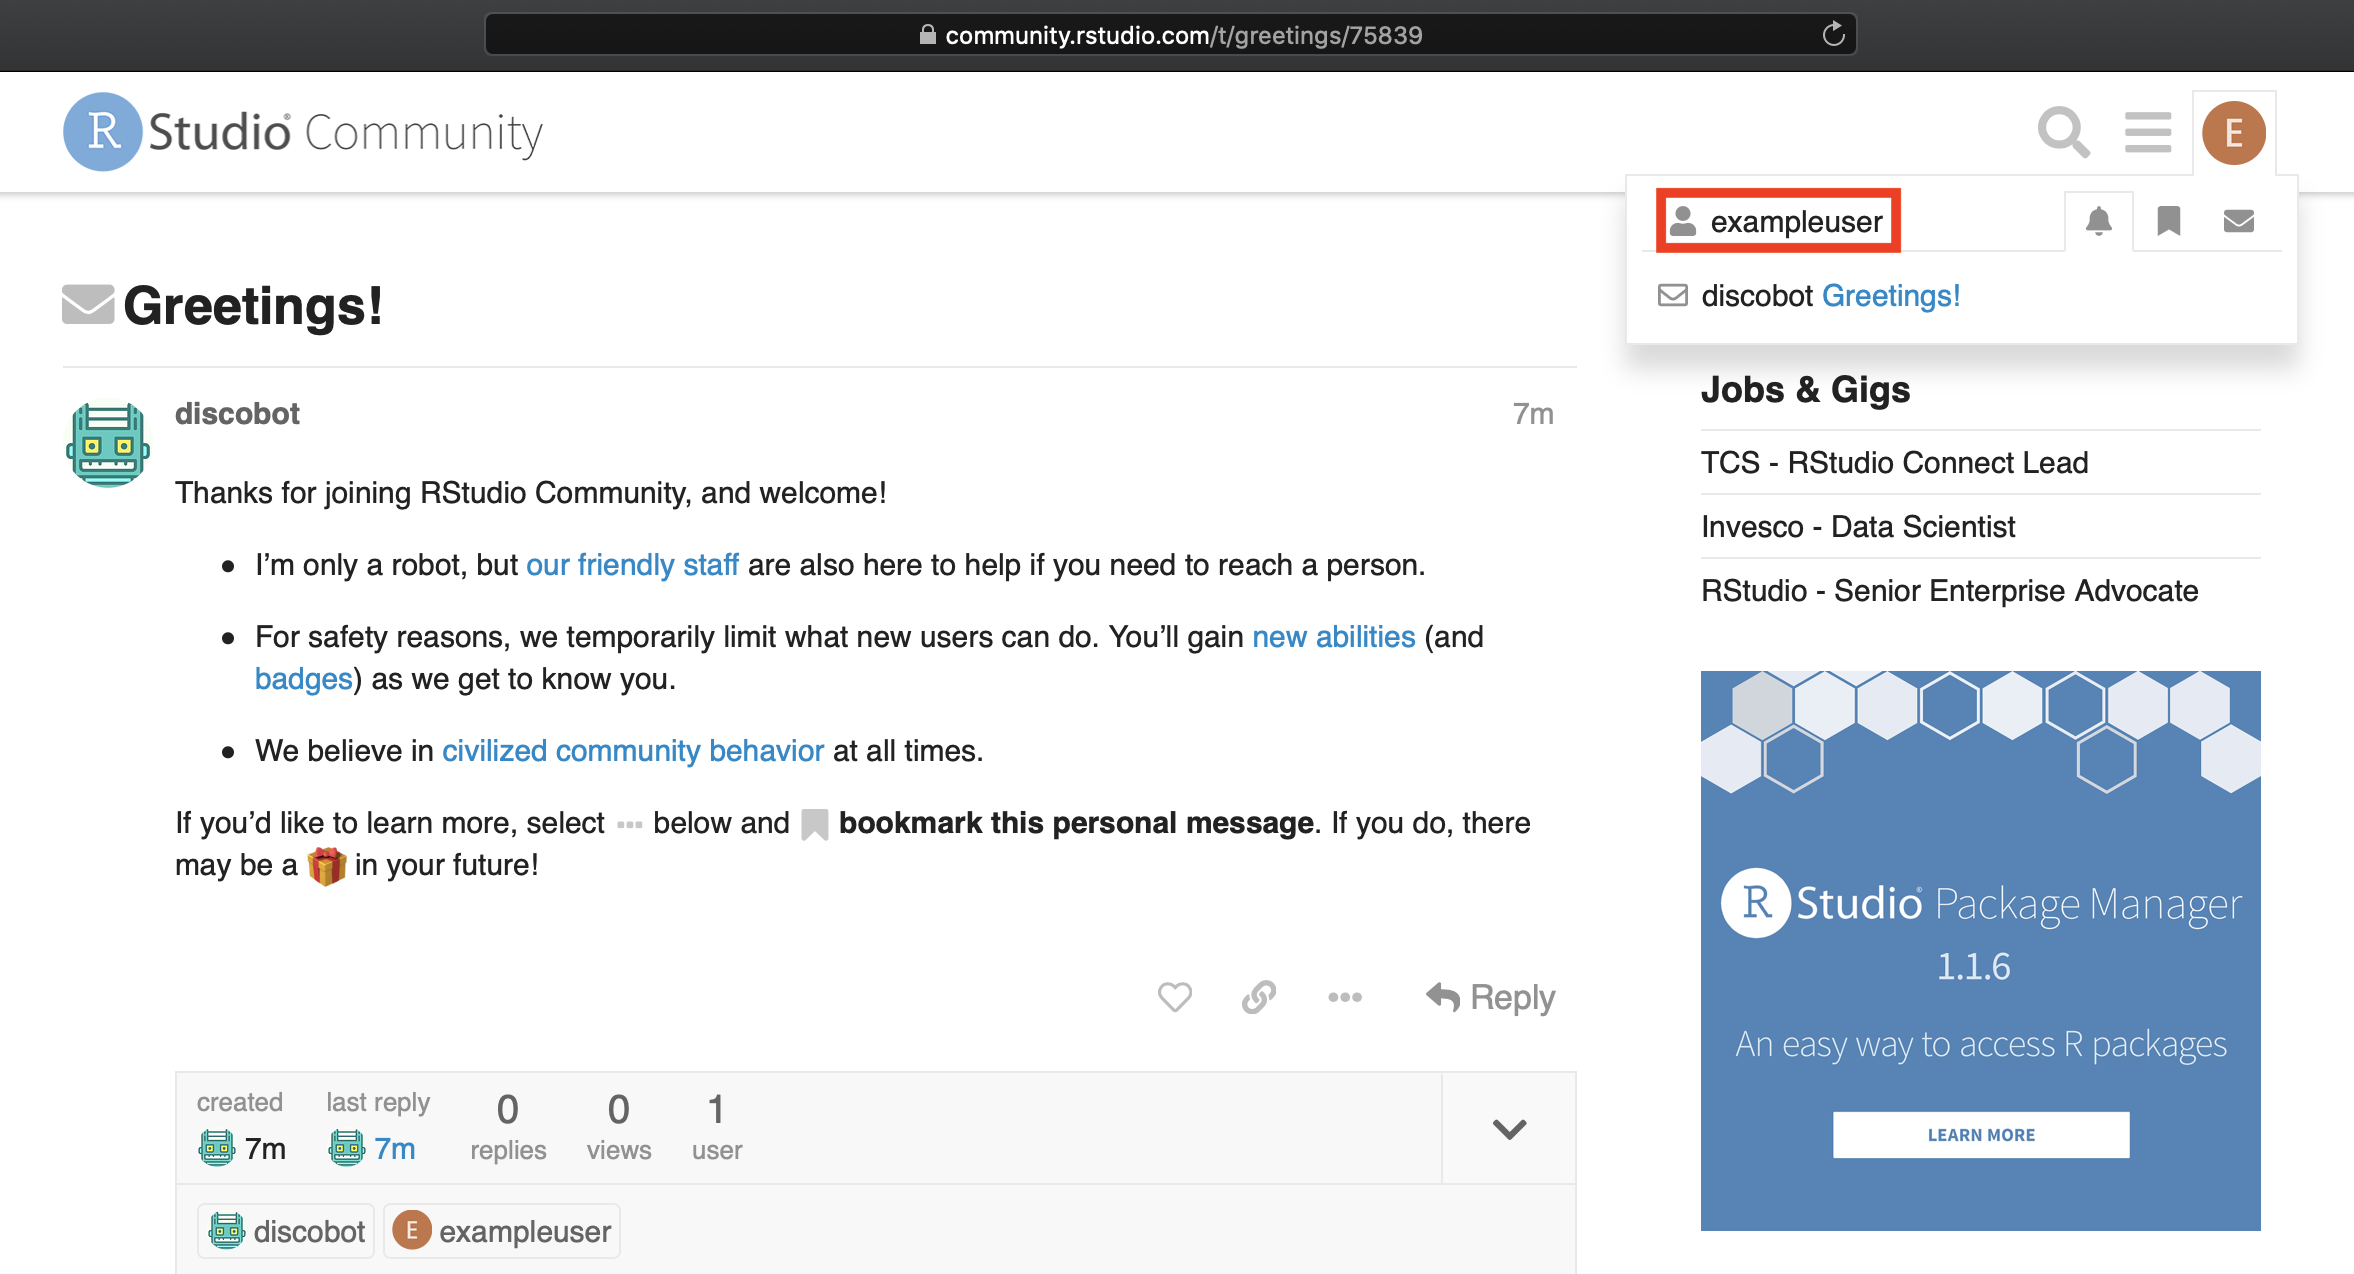 community.rstudio.com/t/greetings/75839
R Studio® Community
E
exampleuser
discobot Greetings!
Greetings!
discobot 7m
Thanks for joining RStudio Community, and welcome!
I’m only a robot, but our friendly staff are also here to help if you need to reach a person.
For safety reasons, we temporarily limit what new users can do. You’ll gain new abilities (and
badges) as we get to know you.
We believe in civilized community behavior at all times.
If you’d like to learn more, select below and bookmark this personal message. If you do, there
may be a in your future!
Reply
created last reply 0 0 1
7m 7m replies views user
discobot E exampleuser
Jobs & Gigs
TCS - RStudio Connect Lead
Invesco - Data Scientist
RStudio - Senior Enterprise Advocate
R Studio® Package Manager
1.1.6
An easy way to access R packages
LEARN MORE